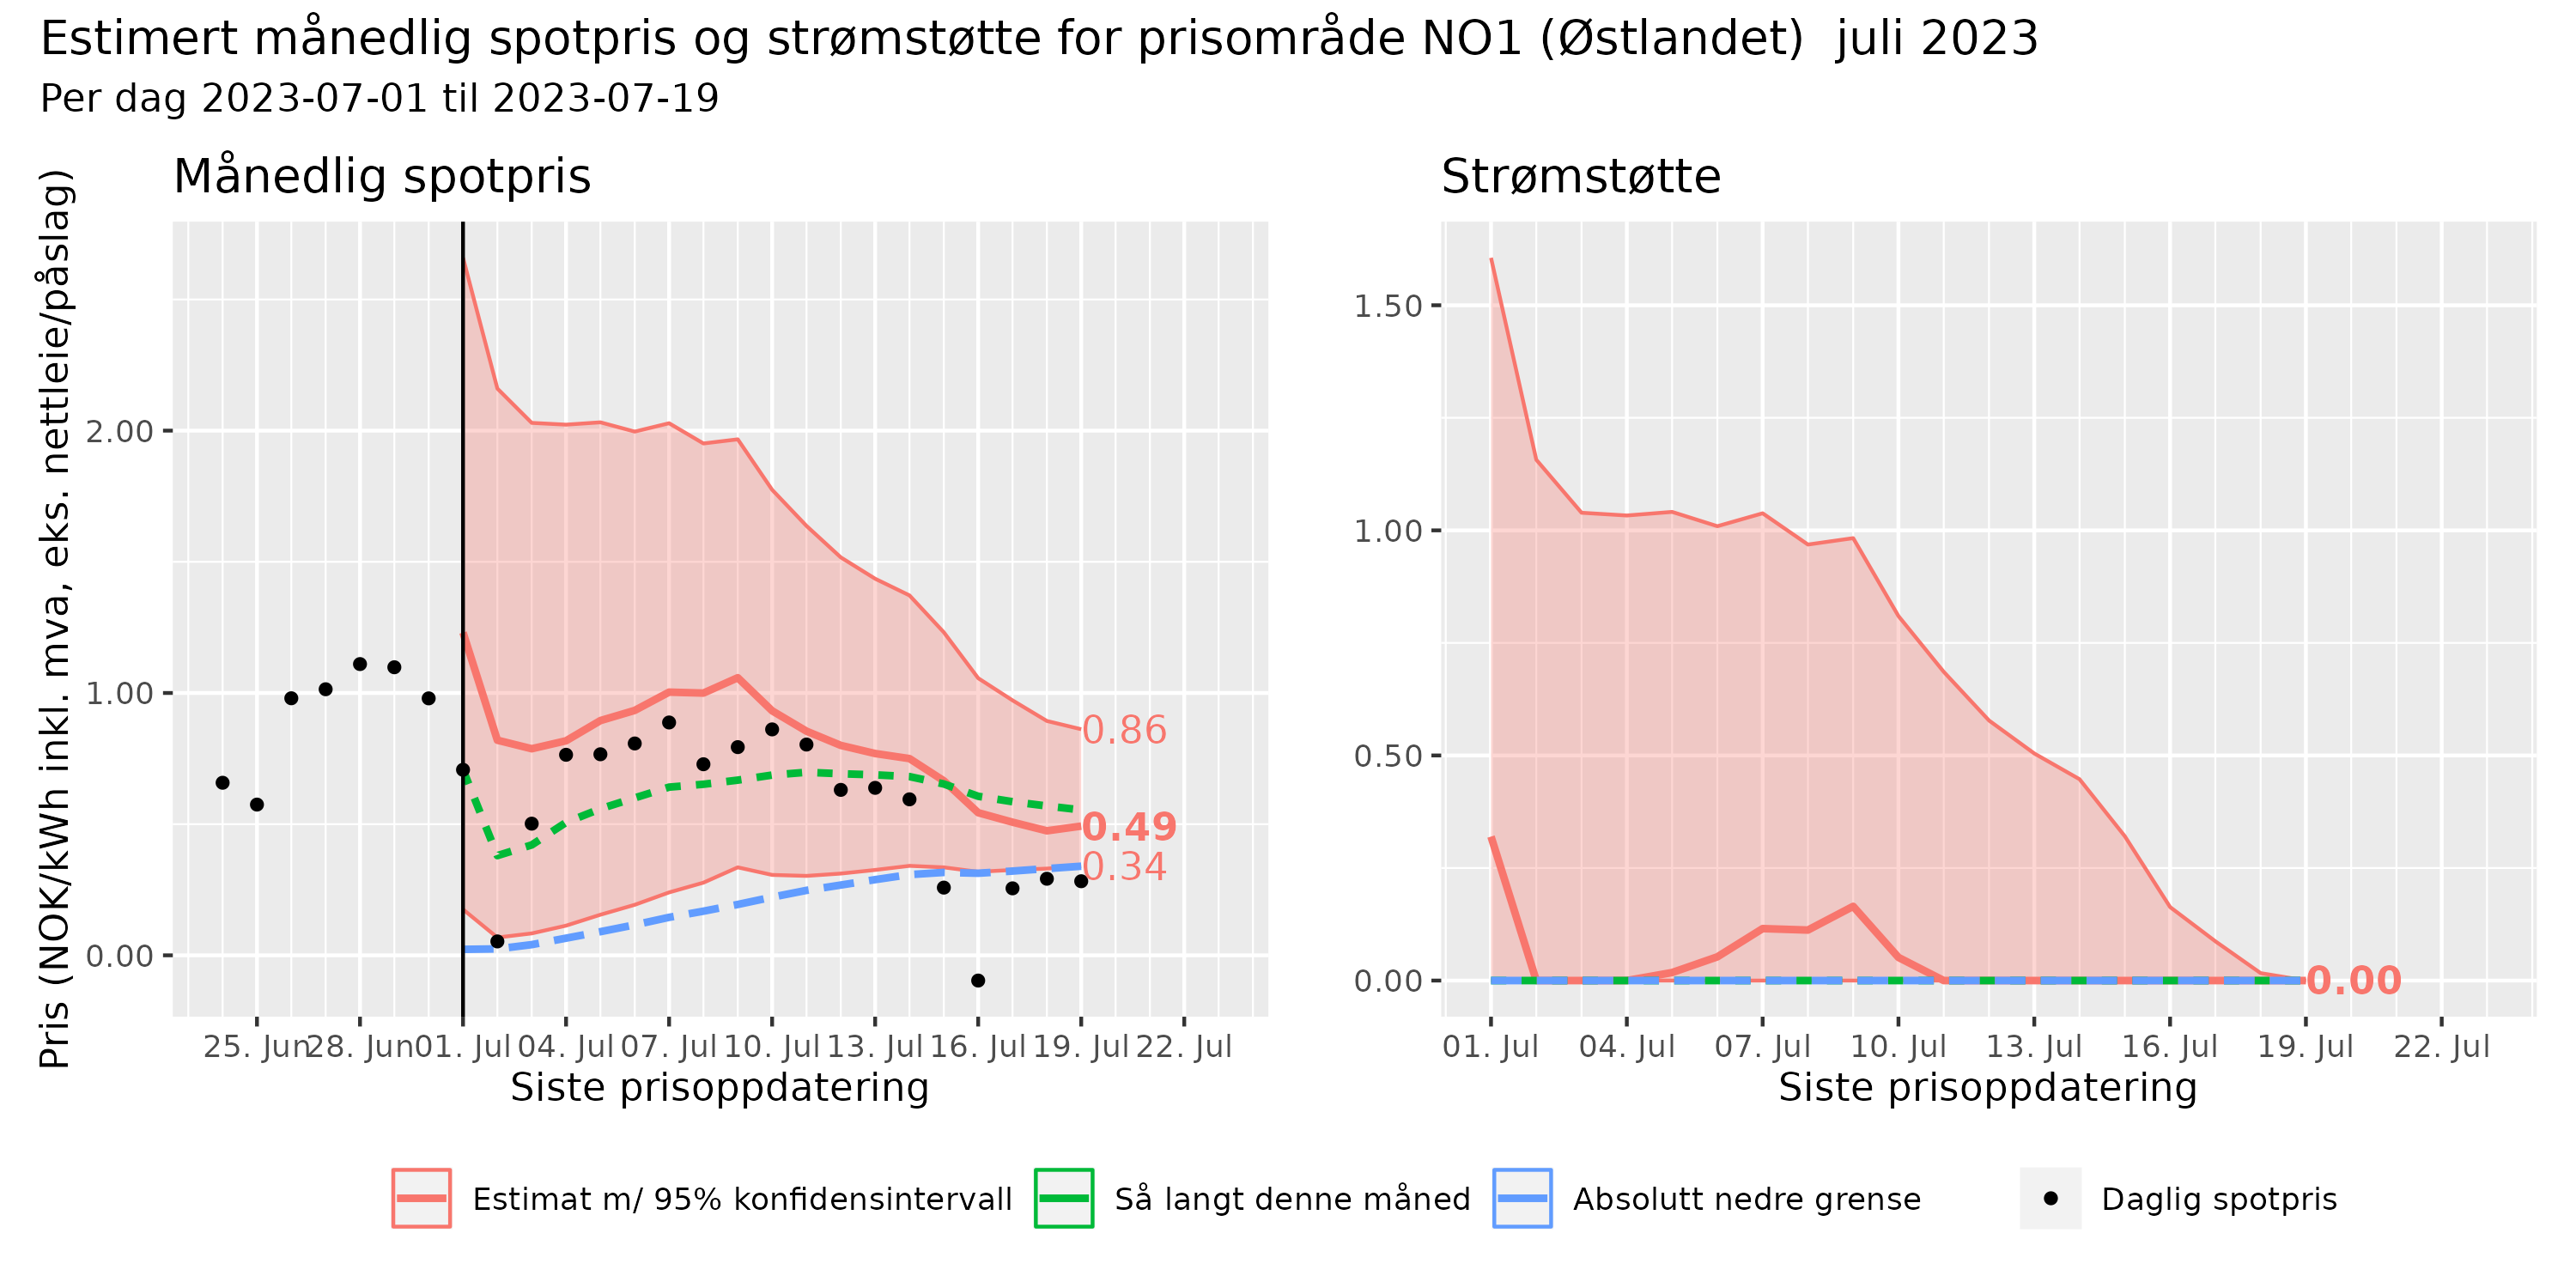 Estimert månedlig spotpris og strømstøtte for prisområde NO1 (Østlandet)  juli 2023
Per dag 2023-07-01 til 2023-07-19
Månedlig spotpris
Pris (NOK/kWh inkl. mva, eks. nettleie/påslag)
2.00
1.00
0.00
0.86
0.49
0.34
25. Jun 28. Jun 01. Jul 04. Jul 07. Jul 10. Jul 13. Jul 16. Jul 19. Jul 22. Jul
Siste prisoppdatering
Strømstøtte
1.50
1.00
0.50
0.00
0.00
01. Jul 04. Jul 07. Jul 10. Jul 13. Jul 16. Jul 19. Jul 22. Jul
Siste prisoppdatering
Estimat m/ 95% konfidensintervall Så langt denne måned Absolutt nedre grense Daglig spotpris